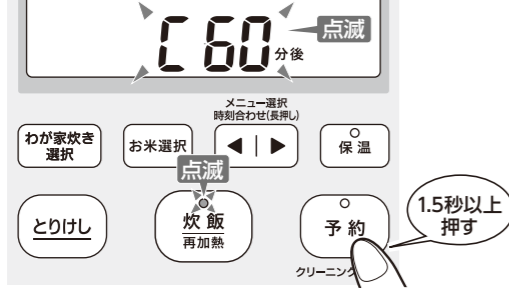 C 60 分後
点滅
メニュー選択
時刻合わせ(長押し)
わが家炊き
選択
お米選択
◀ | ▶
保温
点滅
とりけし
炊飯
再加熱
予約
1.5秒以上
押す
クリーニング